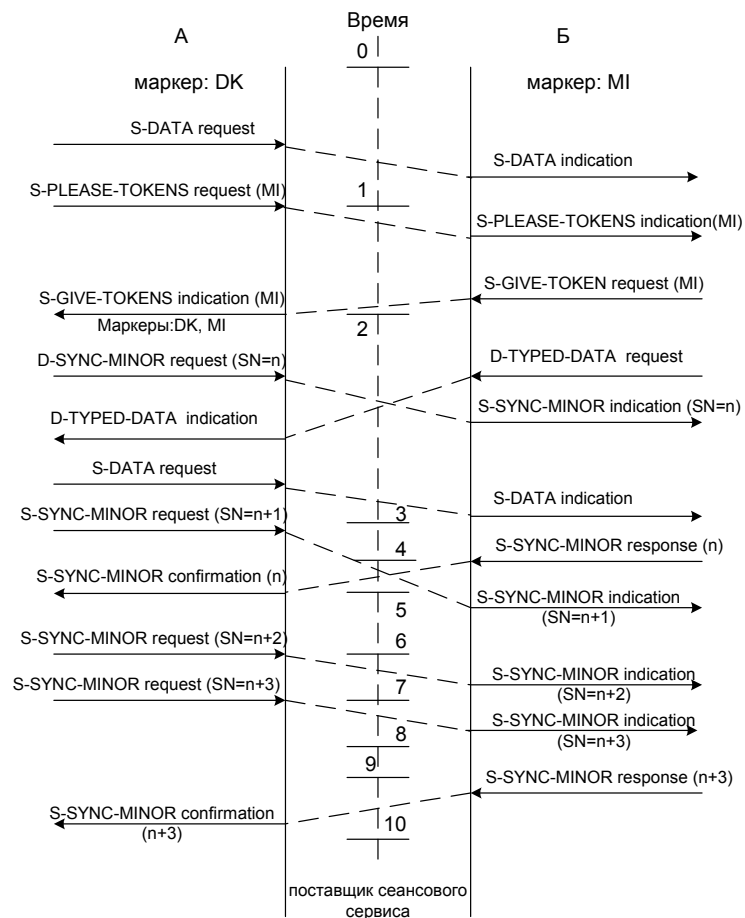 Время
А
Б
0
маркер: DK
маркер: MI
S-DATA request
S-DATA indication
1
S-PLEASE-TOKENS request (MI)
S-PLEASE-TOKENS indication(MI)
S-GIVE-TOKEN request (MI)
S-GIVE-TOKENS indication (MI)
Маркеры:DK, MI
2
D-SYNC-MINOR request (SN=n)
D-TYPED-DATA request
D-TYPED-DATA indication
S-SYNC-MINOR indication (SN=n)
S-DATA request
S-DATA indication
3
S-SYNC-MINOR request (SN=n+1)
4
S-SYNC-MINOR response (n)
S-SYNC-MINOR confirmation (n)
5
S-SYNC-MINOR indication
(SN=n+1)
S-SYNC-MINOR request (SN=n+2)
6
S-SYNC-MINOR indication
(SN=n+2)
S-SYNC-MINOR request (SN=n+3)
7
S-SYNC-MINOR indication
(SN=n+3)
8
9
S-SYNC-MINOR response (n+3)
S-SYNC-MINOR confirmation
(n+3)
10
поставщик сеансового
сервиса